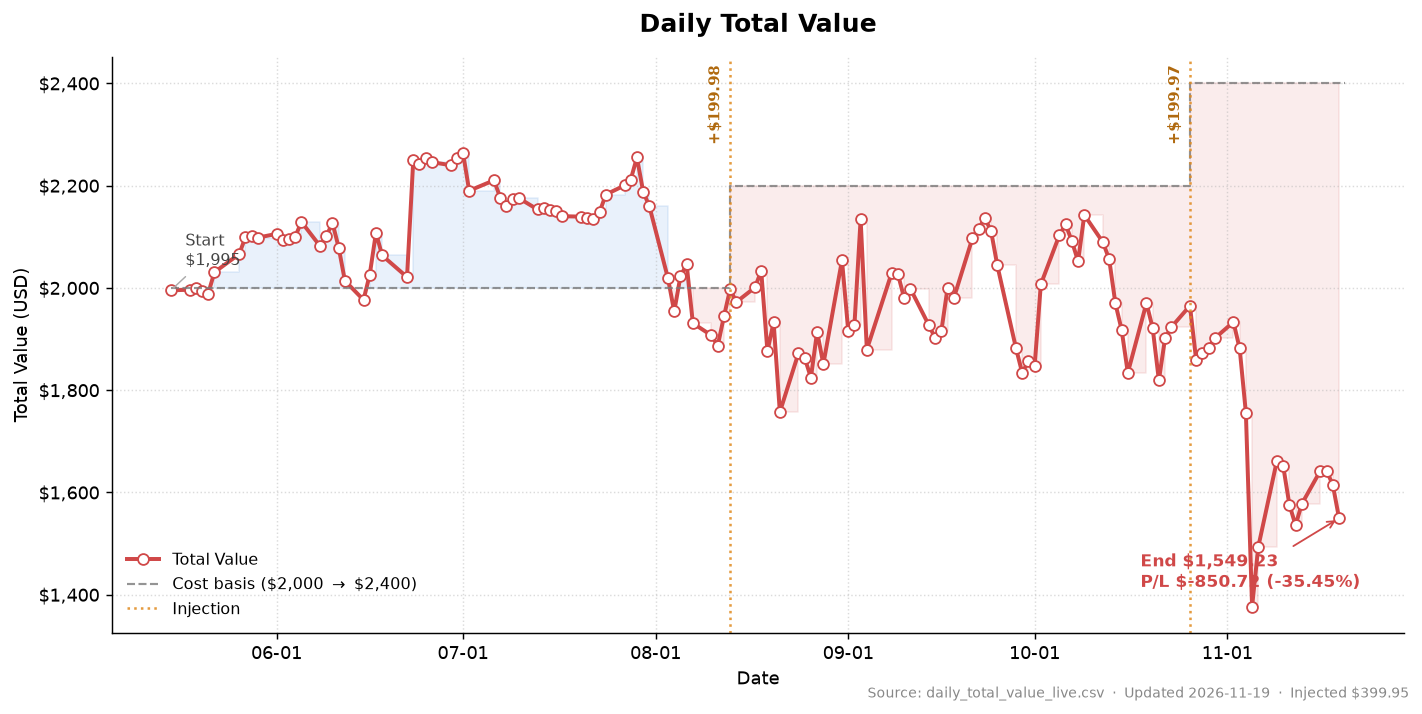 Daily Total Value
$2,400
$2,200
$2,000
$1,800
$1,600
$1,400
Total Value (USD)
+$199.98
+$199.97
Start
$1,995
End $1,549.23
P/L $-850.72 (-35.45%)
Total Value
Cost basis ($2,000 → $2,400)
Injection
06-01
07-01
08-01
09-01
10-01
11-01
Date
Source: daily_total_value_live.csv · Updated 2026-11-19 · Injected $399.95